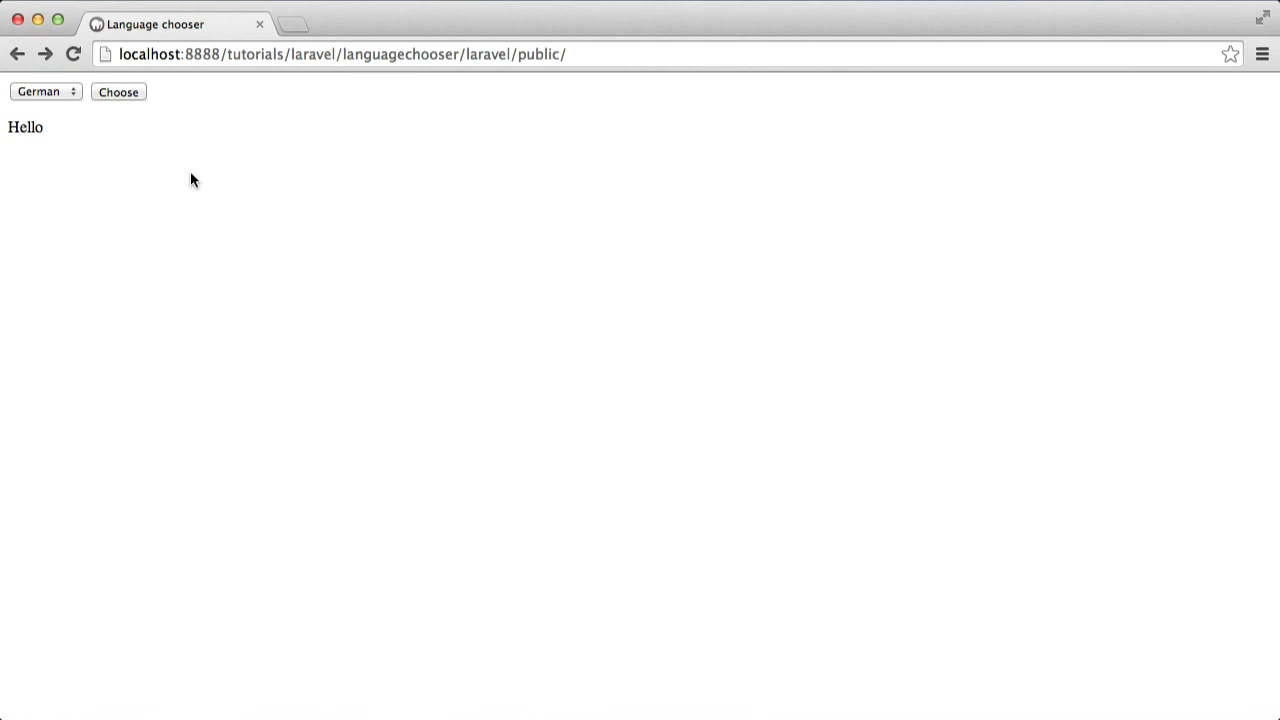 Language chooser
localhost:8888/tutorials/laravel/languagechooser/laravel/public/
German Choose
Hello